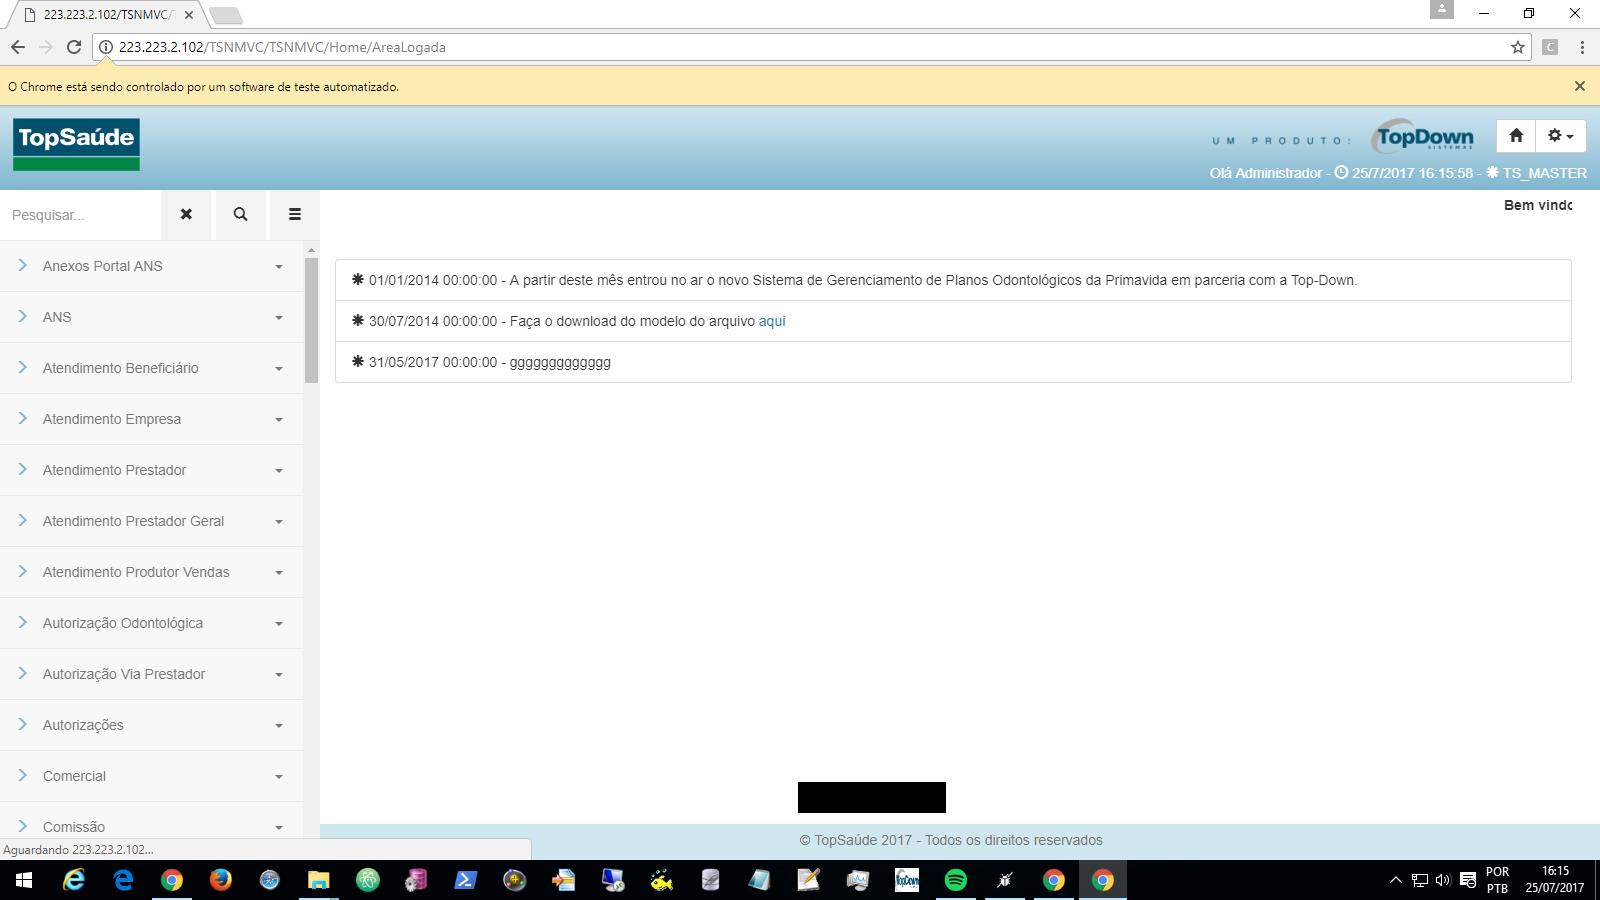 223.223.2.102/TSNMVC/T
223.223.2.102/TSNMVC/TSNMVC/Home/AreaLogada
C
O Chrome está sendo controlado por um software de teste automatizado.
TopSaúde
UM PRODUTO:
TopDown
SISTEMAS
Olá Administrador - 25/7/2017 16:15:58 - TS_MASTER
Pesquisar...
Bem vindo
Anexos Portal ANS
01/01/2014 00:00:00 - A partir deste mês entrou no ar o novo Sistema de Gerenciamento de Planos Odontológicos da Primavida em parceria com a Top-Down.
ANS
30/07/2014 00:00:00 - Faça o download do modelo do arquivo aqui
31/05/2017 00:00:00 - ggggggggggggg
Atendimento Beneficiário
Atendimento Empresa
Atendimento Prestador
Atendimento Prestador Geral
Atendimento Produtor Vendas
Autorização Odontológica
Autorização Via Prestador
Autorizações
Comercial
Comissão
© TopSaúde 2017 - Todos os direitos reservados
Aguardando 223.223.2.102...
TopDown
POR
PTB
16:15
25/07/2017